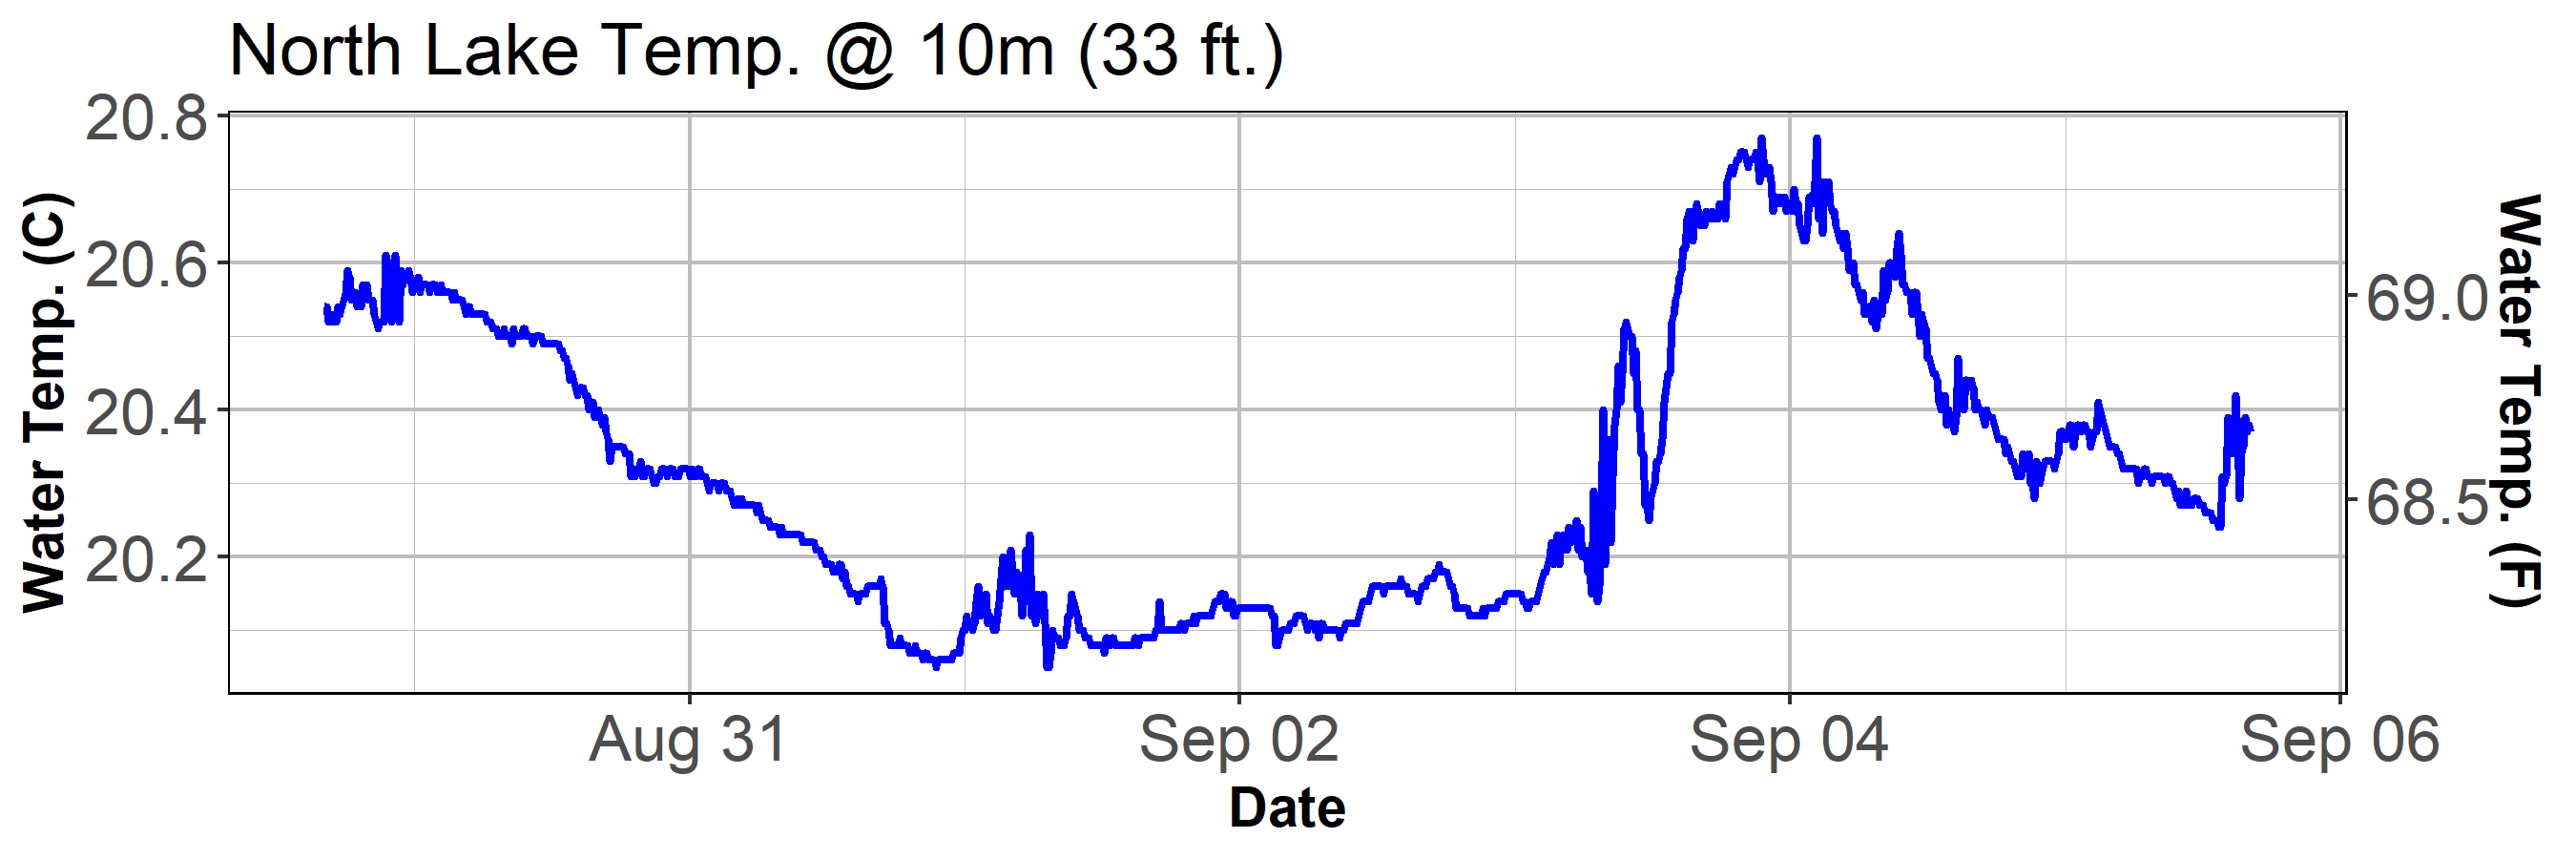 North Lake Temp. @ 10m (33 ft.)
Water Temp. (C)
20.8
20.6
20.4
20.2
69.0
68.5
Water Temp. (F)
Aug 31
Sep 02
Sep 04
Sep 06
Date